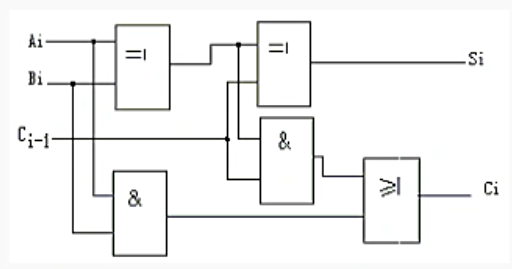 Ai
=1
=1
Si
Bi
Ci-1
&
&
≥1
Ci